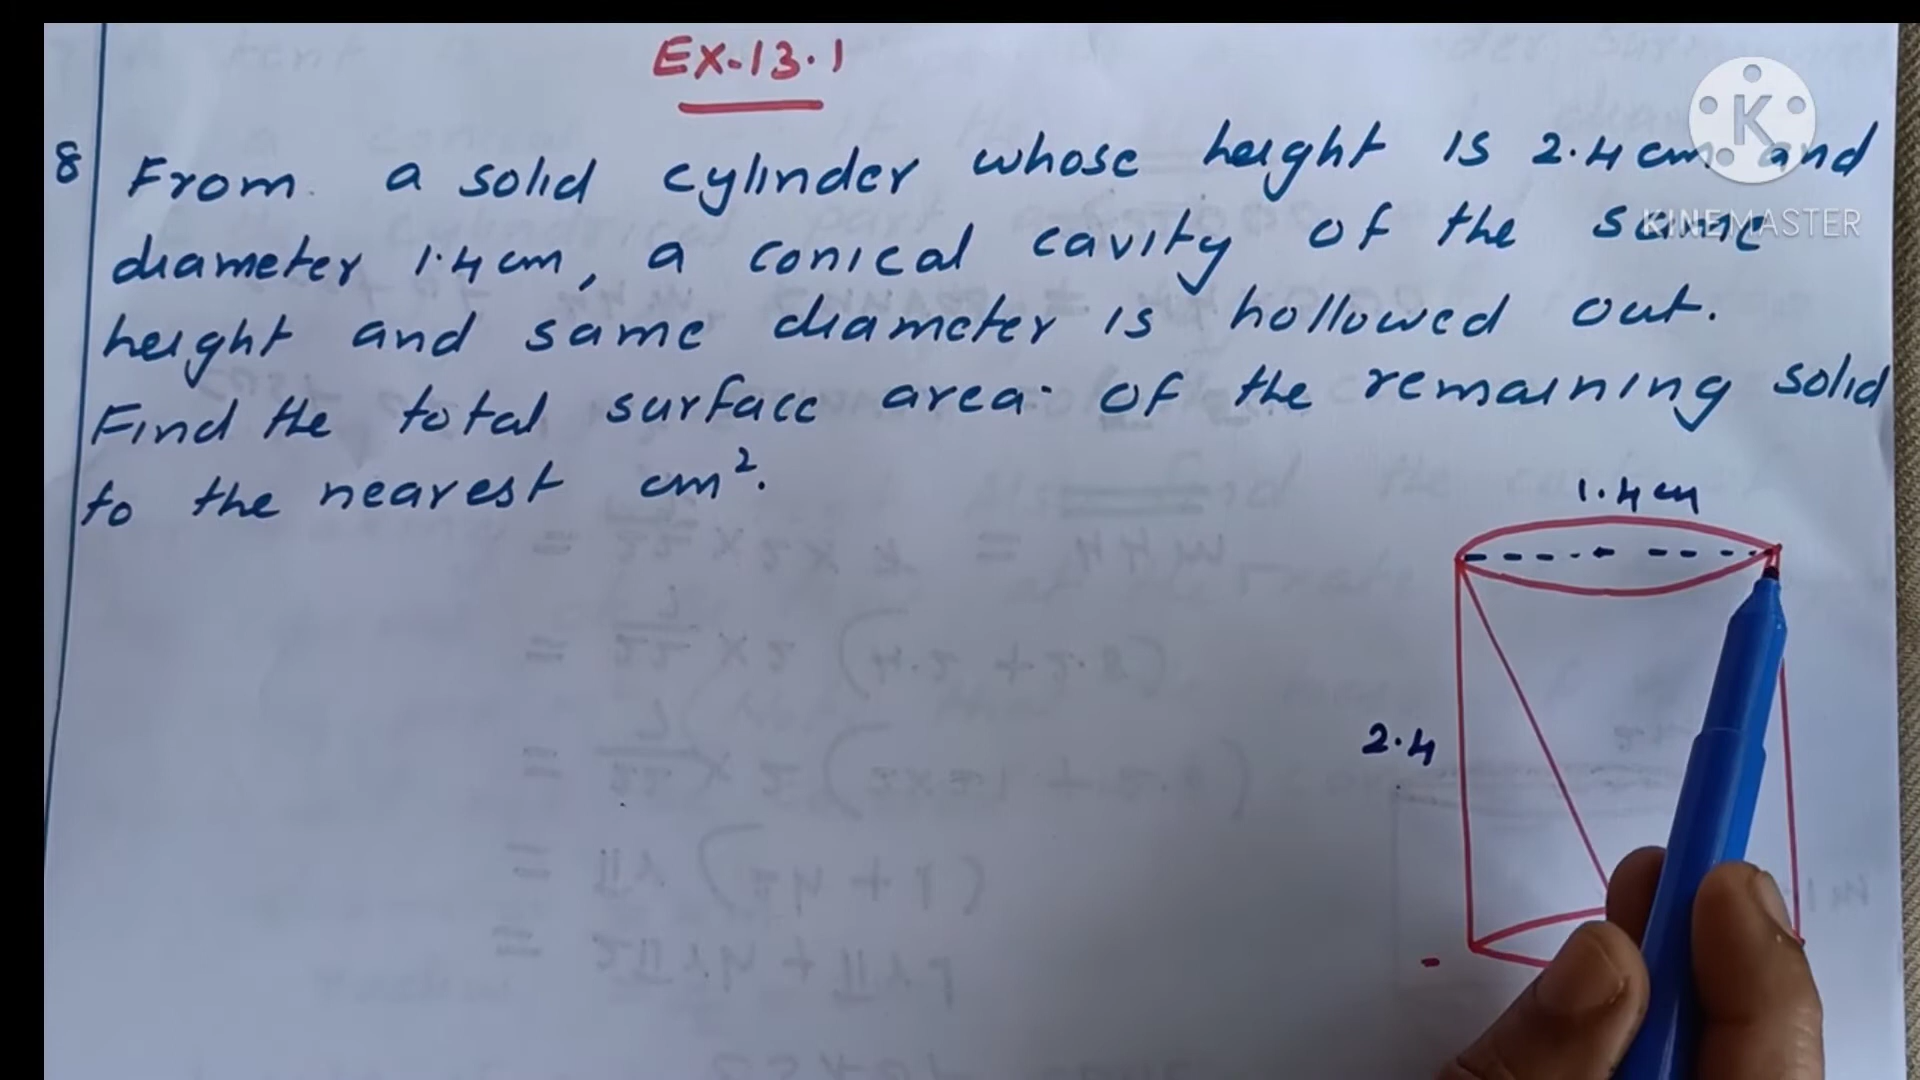 Ex.13.1
8 From a solid cylinder whose height is 2.4 cm and
diameter 1.4 cm, a conical cavity of the same
height and same diameter is hollowed out.
Find the total surface area of the remaining solid
to the nearest cm².
1.4 cm
2.4
K
KINEMASTER